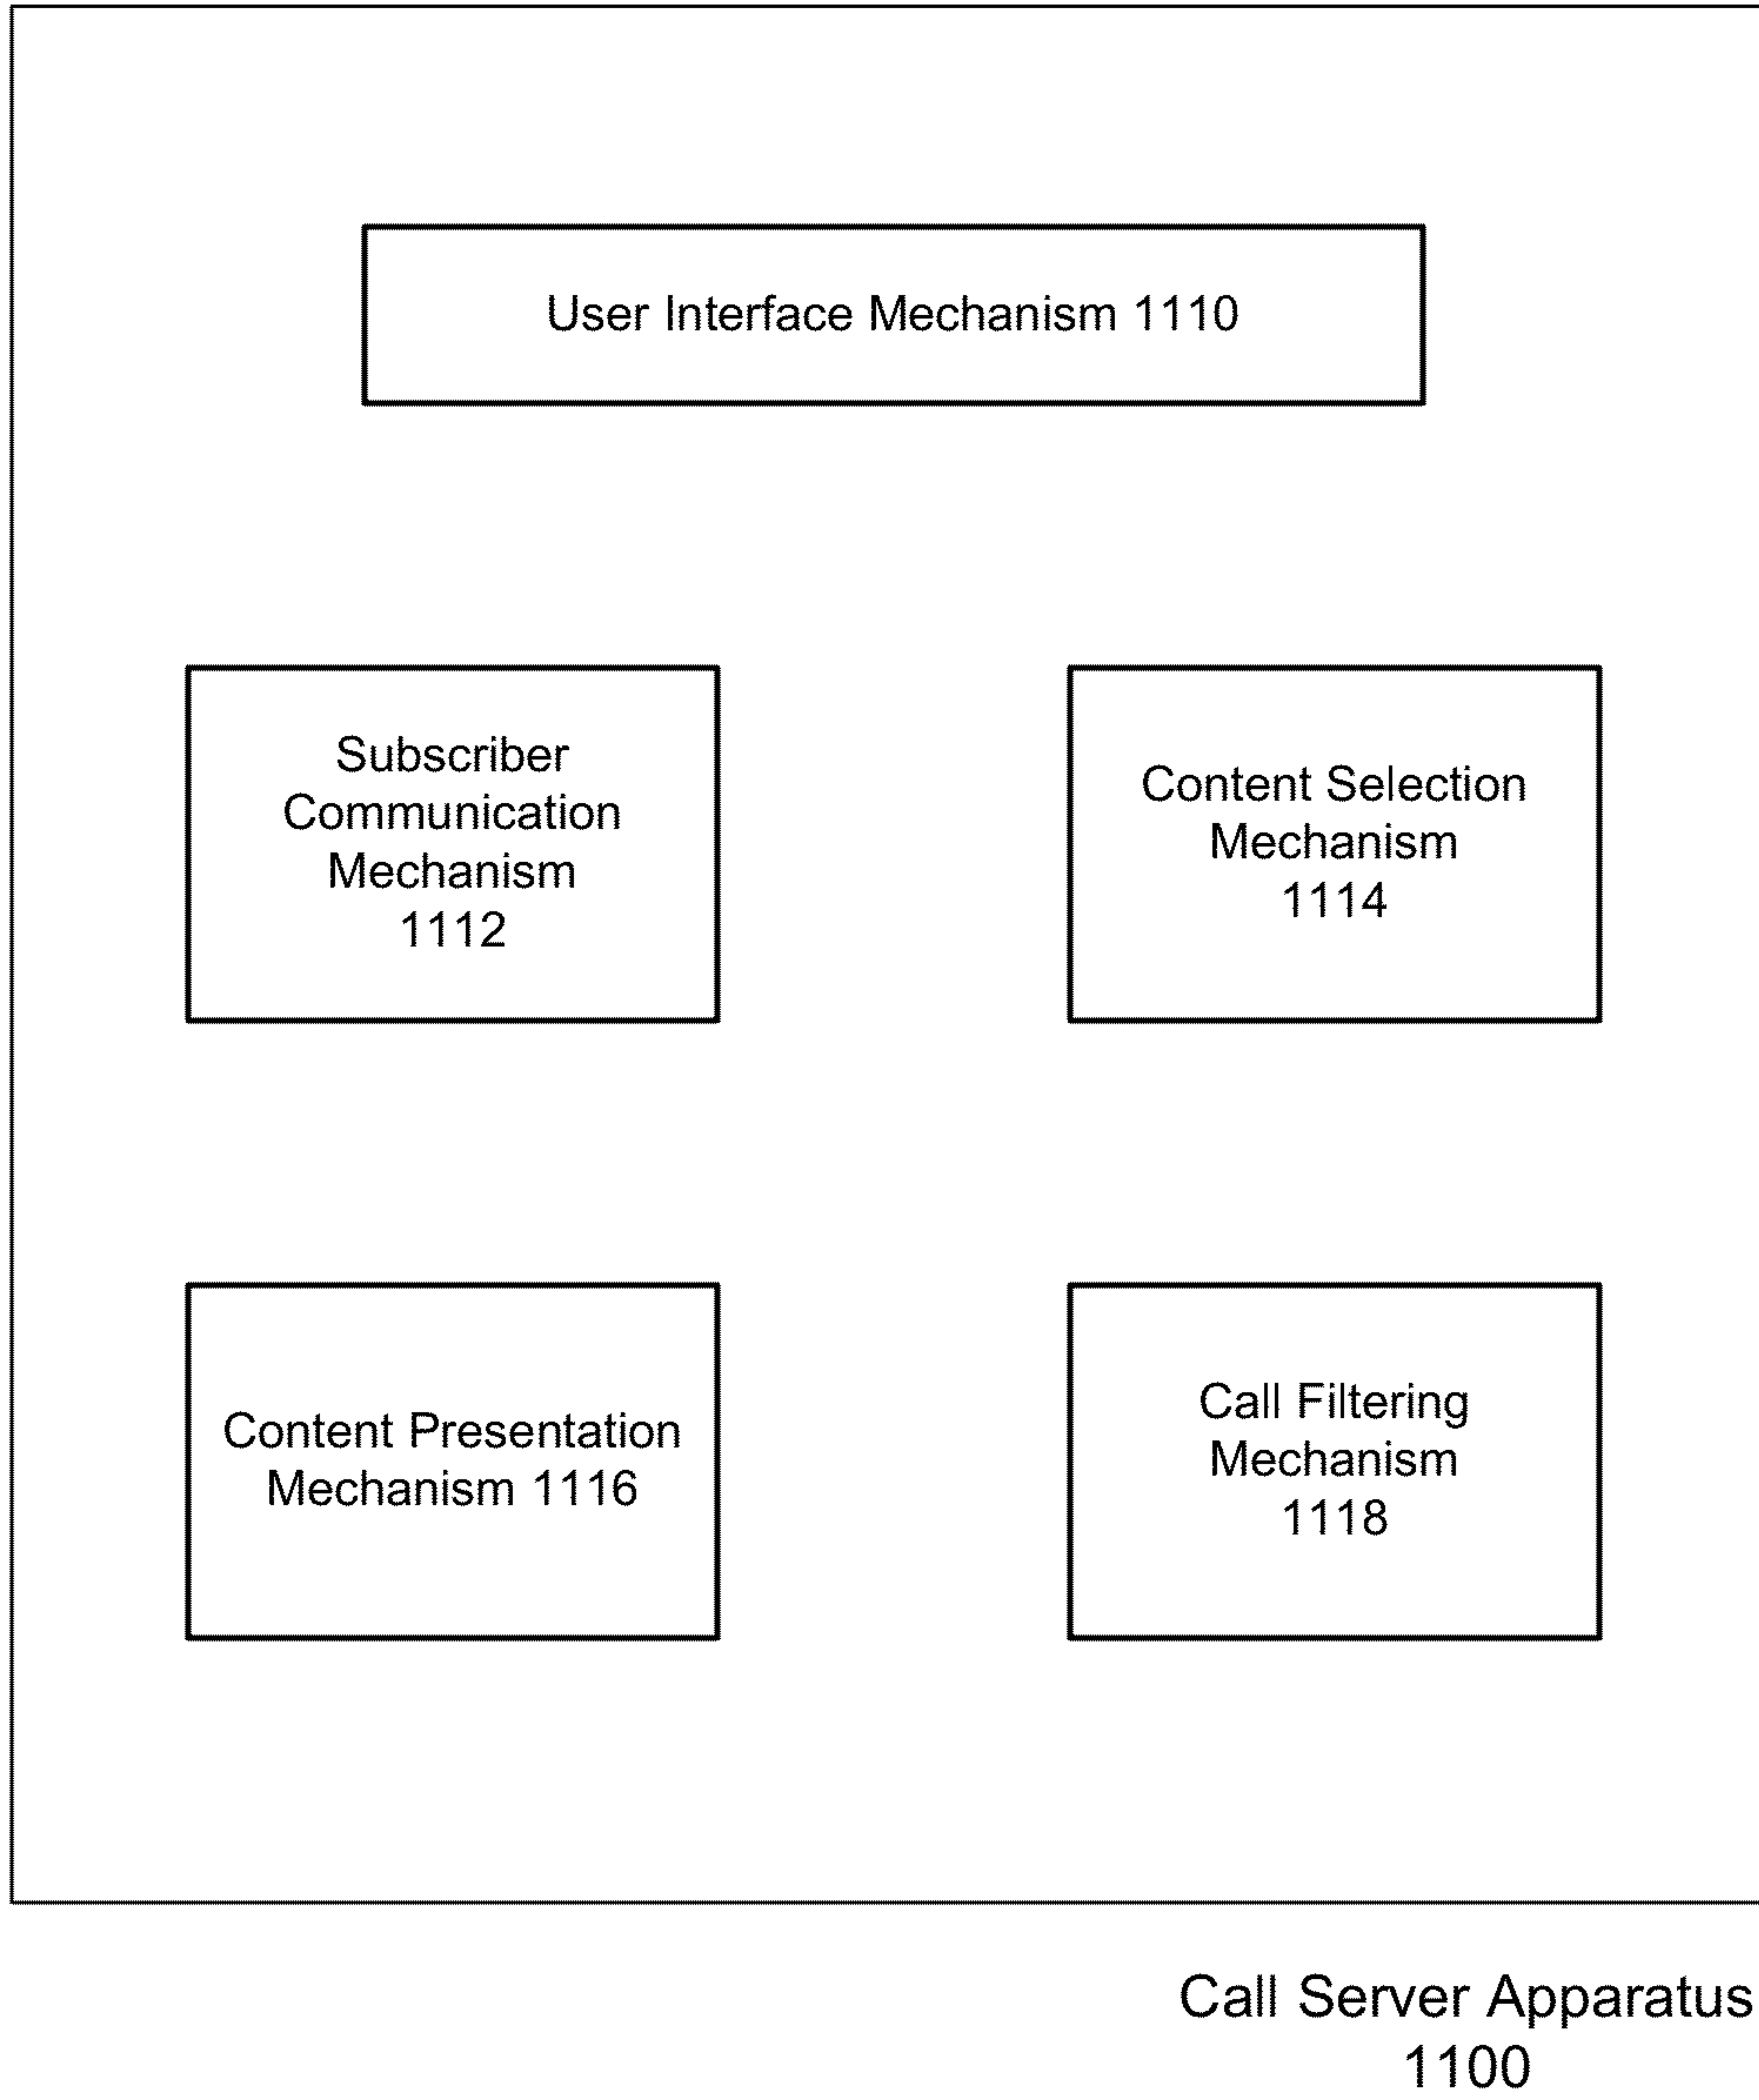 User Interface Mechanism 1110
Subscriber
Communication
Mechanism
1112
Content Selection
Mechanism
1114
Content Presentation
Mechanism 1116
Call Filtering
Mechanism
1118
Call Server Apparatus
1100